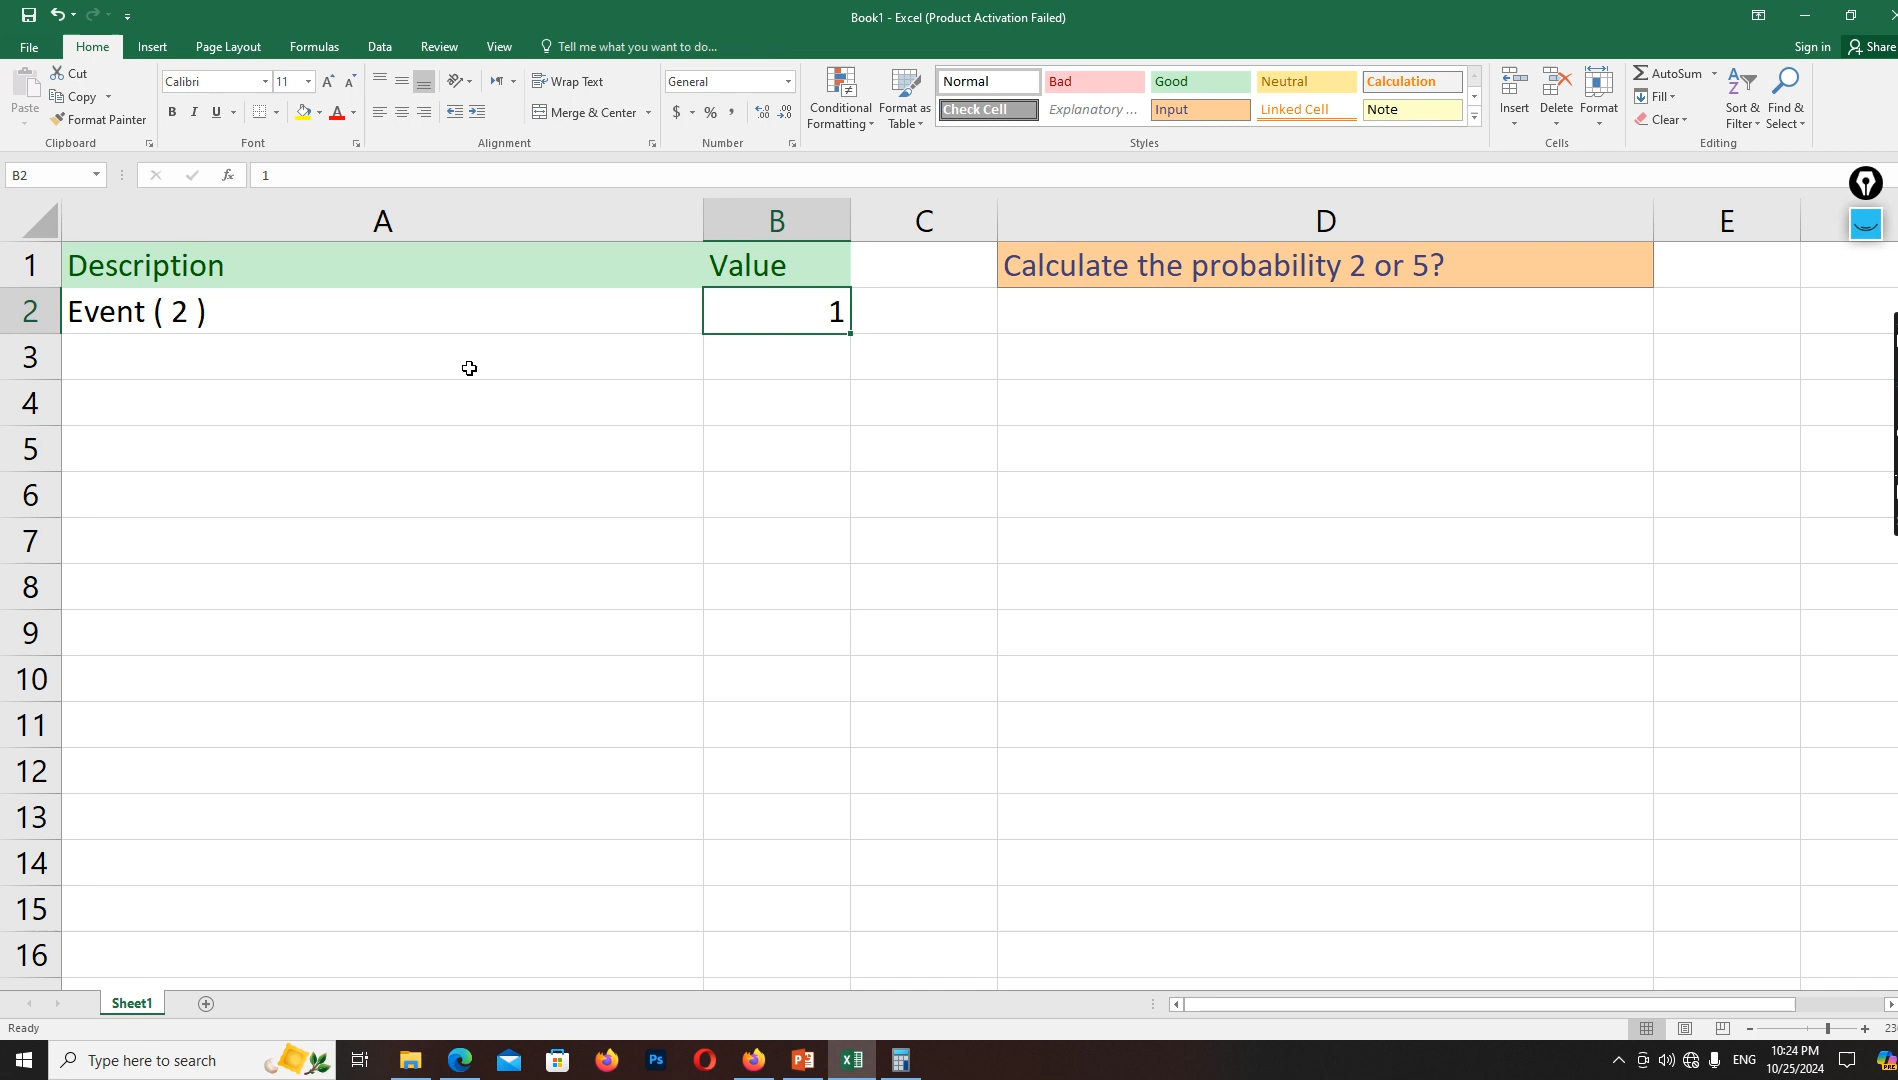 Book1 - Excel (Product Activation Failed)
File Home Insert Page Layout Formulas Data Review View Tell me what you want to do... Sign in Share
Paste Cut Copy Format Painter Clipboard
Calibri 11 B I U Font
Wrap Text Merge & Center Alignment
General $ % , Number
Conditional Formatting Format as Table
Normal Bad Good Neutral Calculation
Check Cell Explanatory ... Input Linked Cell Note
Styles
Insert Delete Format Cells
AutoSum Fill Clear Sort & Filter Find & Select Editing
B2 fx 1
A B C D E
1 Description Value Calculate the probability 2 or 5?
2 Event ( 2 ) 1
3
4
5
6
7
8
9
10
11
12
13
14
15
16
Sheet1
Ready
Type here to search
ENG 10:24 PM
10/25/2024